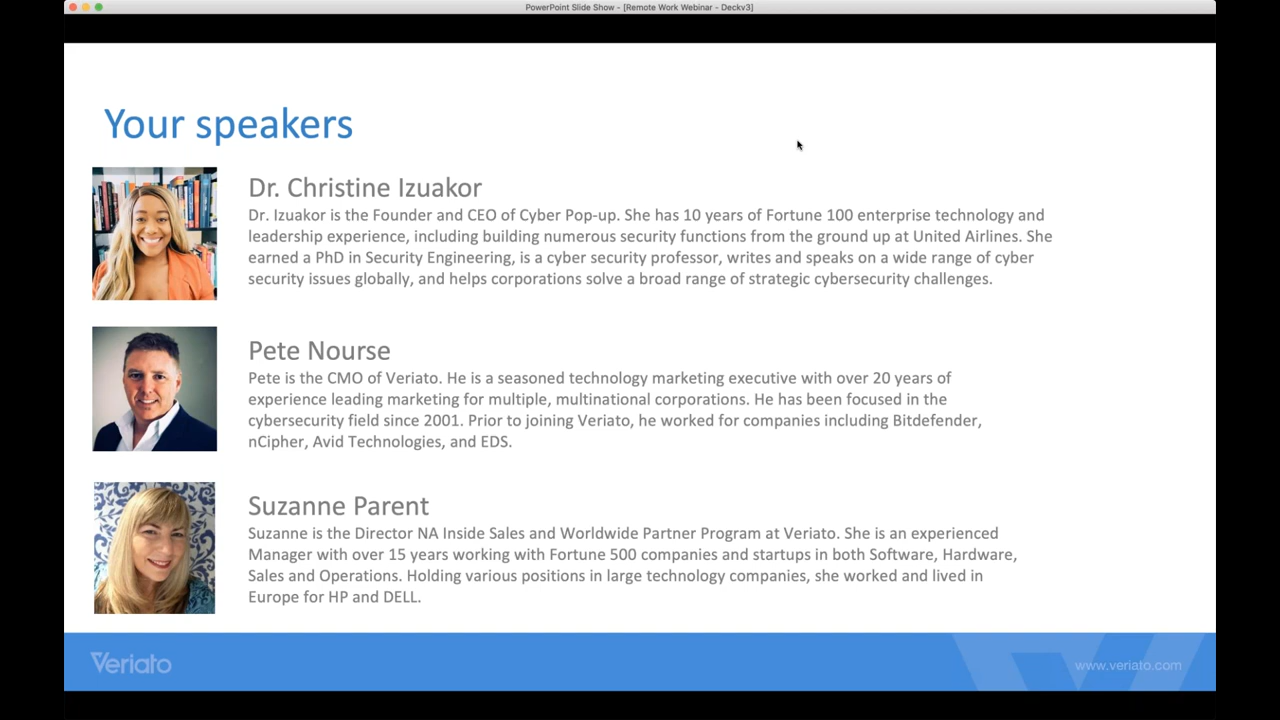 PowerPoint Slide Show - [Remote Work Webinar - Deckv3]
Your speakers
Dr. Christine Izuakor
Dr. Izuakor is the Founder and CEO of Cyber Pop-up. She has 10 years of Fortune 100 enterprise technology and
leadership experience, including building numerous security functions from the ground up at United Airlines. She
earned a PhD in Security Engineering, is a cyber security professor, writes and speaks on a wide range of cyber
security issues globally, and helps corporations solve a broad range of strategic cybersecurity challenges.
Pete Nourse
Pete is the CMO of Veriato. He is a seasoned technology marketing executive with over 20 years of
experience leading marketing for multiple, multinational corporations. He has been focused in the
cybersecurity field since 2001. Prior to joining Veriato, he worked for companies including Bitdefender,
nCipher, Avid Technologies, and EDS.
Suzanne Parent
Suzanne is the Director NA Inside Sales and Worldwide Partner Program at Veriato. She is an experienced
Manager with over 15 years working with Fortune 500 companies and startups in both Software, Hardware,
Sales and Operations. Holding various positions in large technology companies, she worked and lived in
Europe for HP and DELL.
Veriato
www.veriato.com